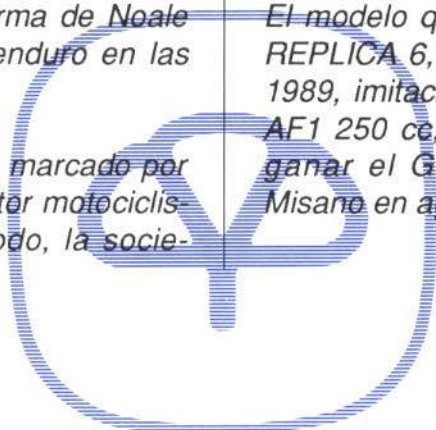 rma de Noale
enduro en las
marcado por
tor motociclis-
odo, la socie-
El modelo q
REPLICA 6,
1989, imitac
AF1 250 cc,
ganar el G
Misano en a